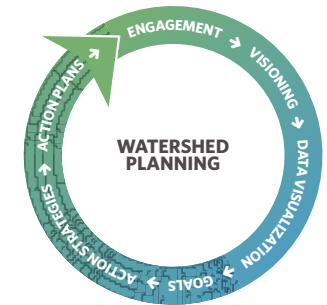 ENGAGEMENT
VISIONING
DATA VISUALIZATION
GOALS
ACTION STRATEGIES
ACTION PLANS
WATERSHED
PLANNING